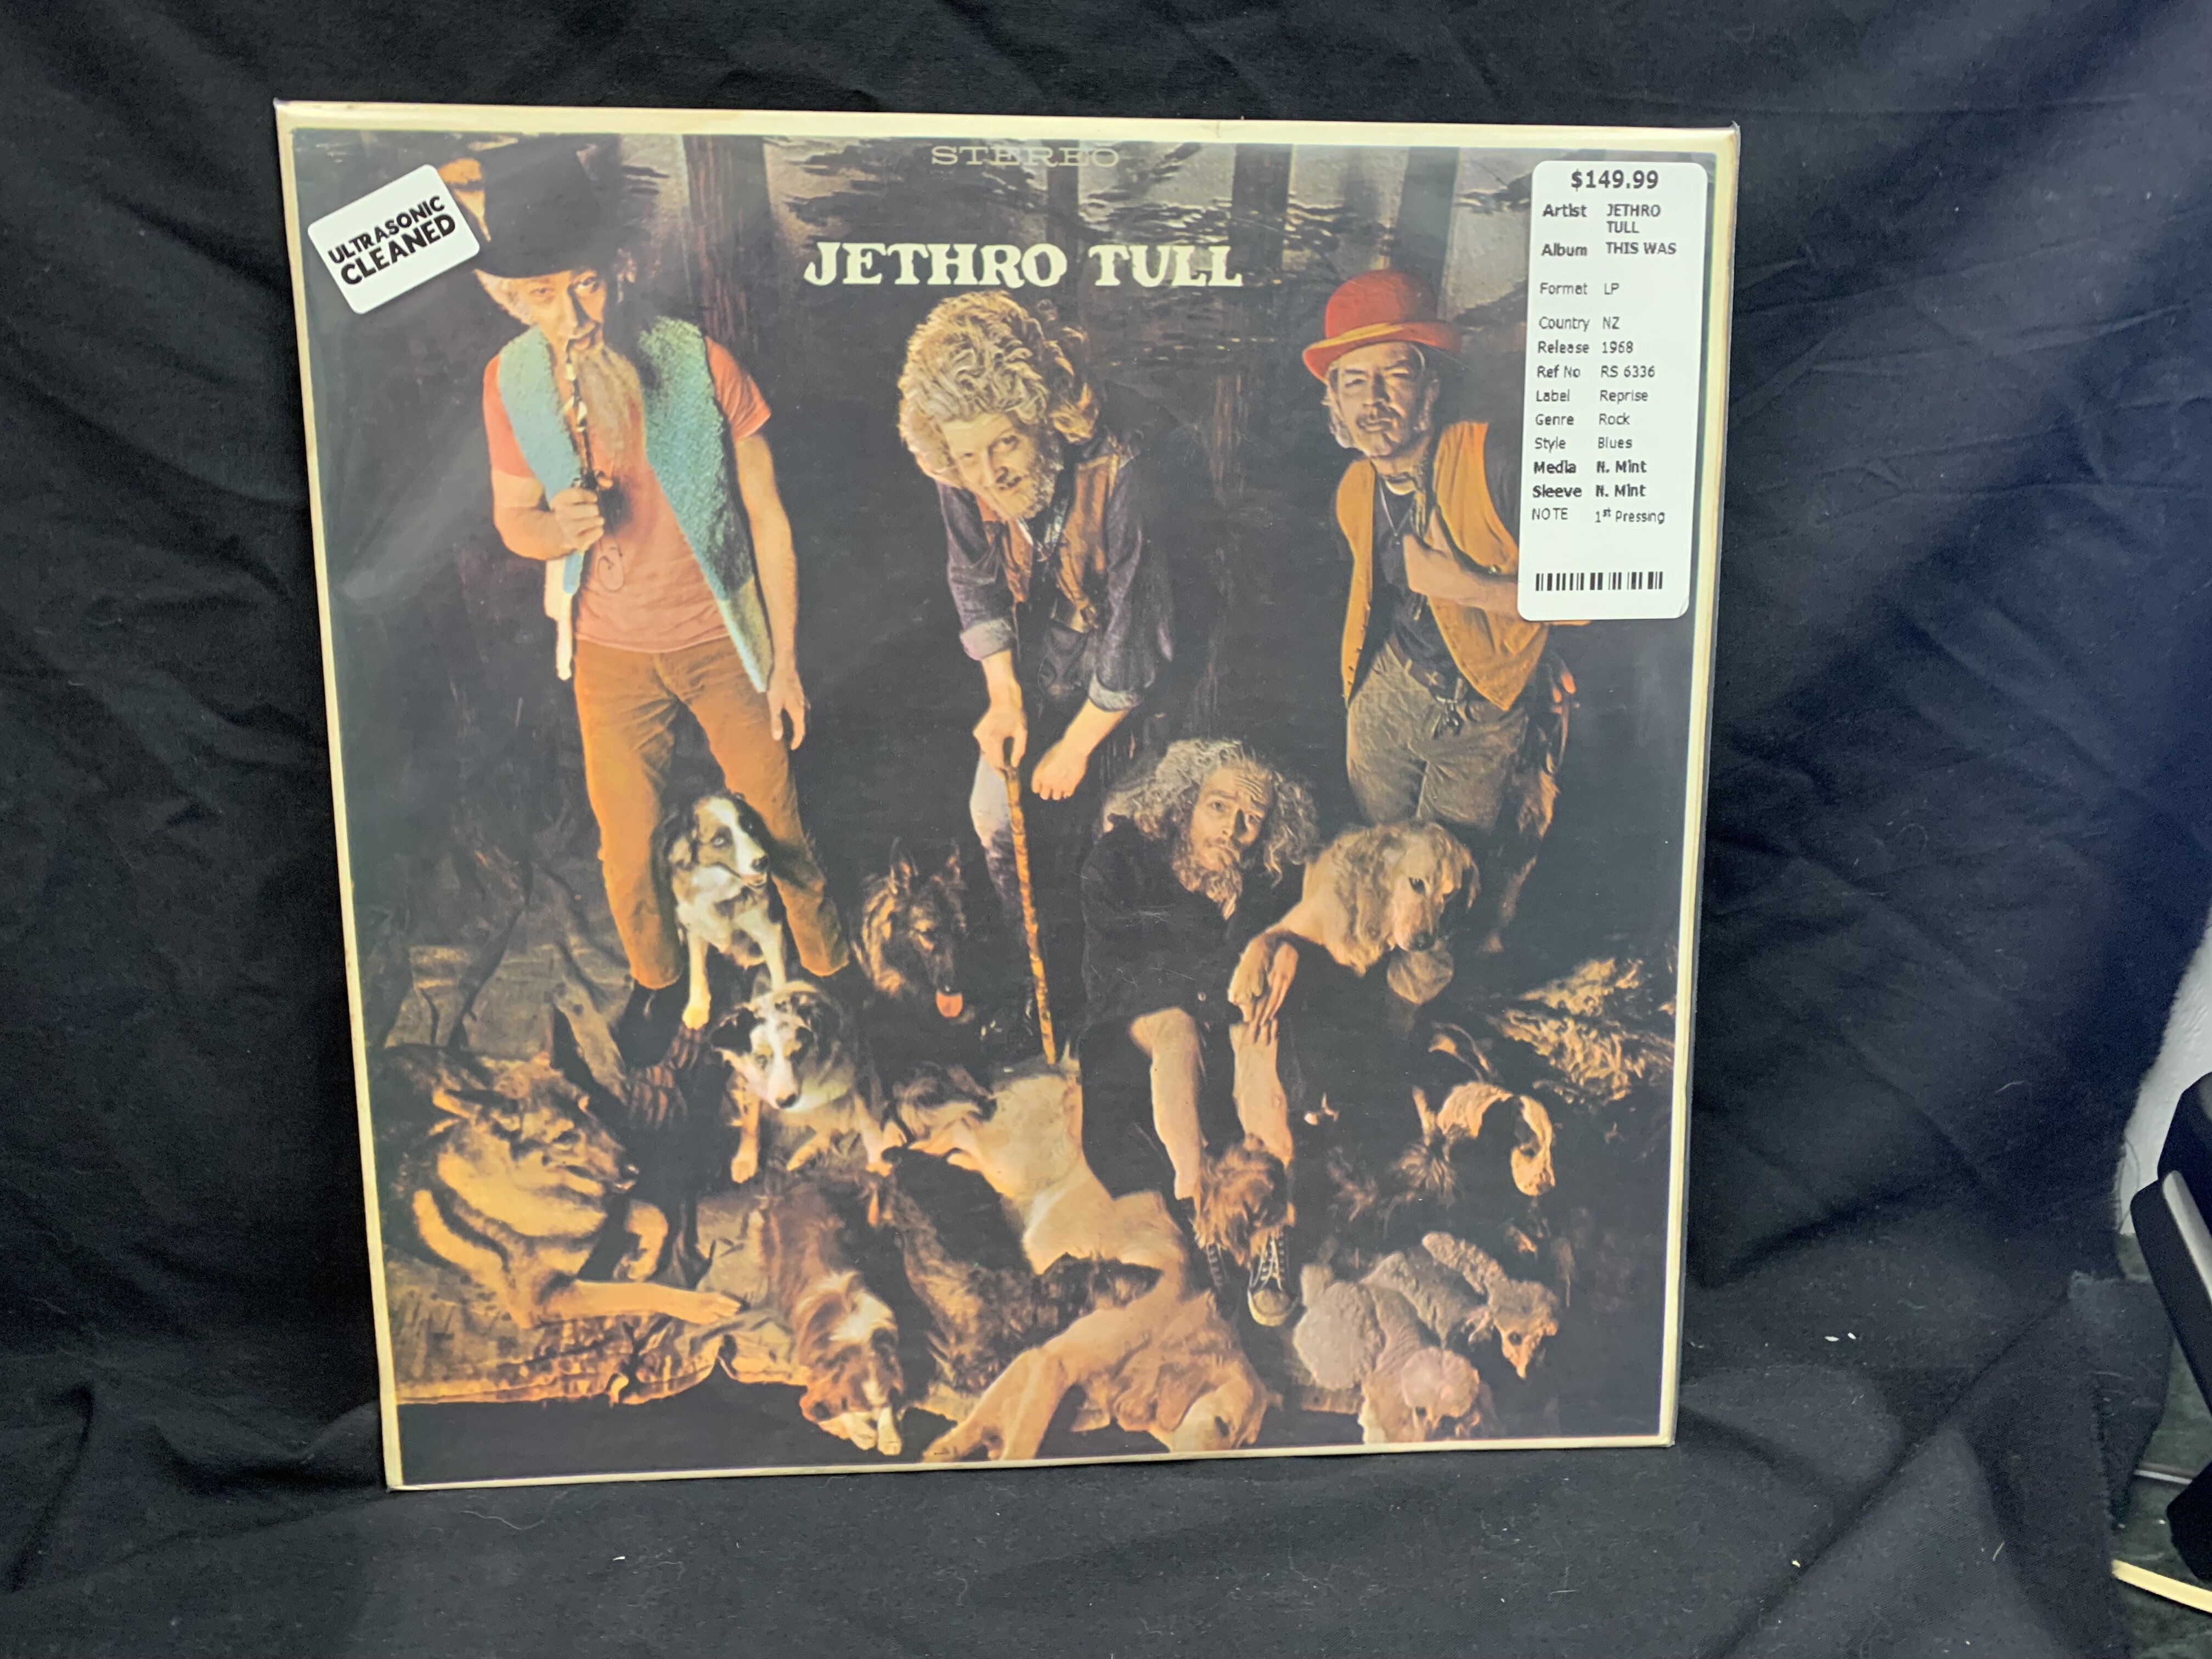 STEREO
ULTRASONIC
CLEANED
JETHRO TULL
$149.99
Artist JETHRO
TULL
Album THIS WAS
Format LP
Country NZ
Release 1968
Ref No RS 6336
Label Reprise
Genre Rock
Style Blues
Media N. Mint
Sleeve N. Mint
NOTE 1st Pressing